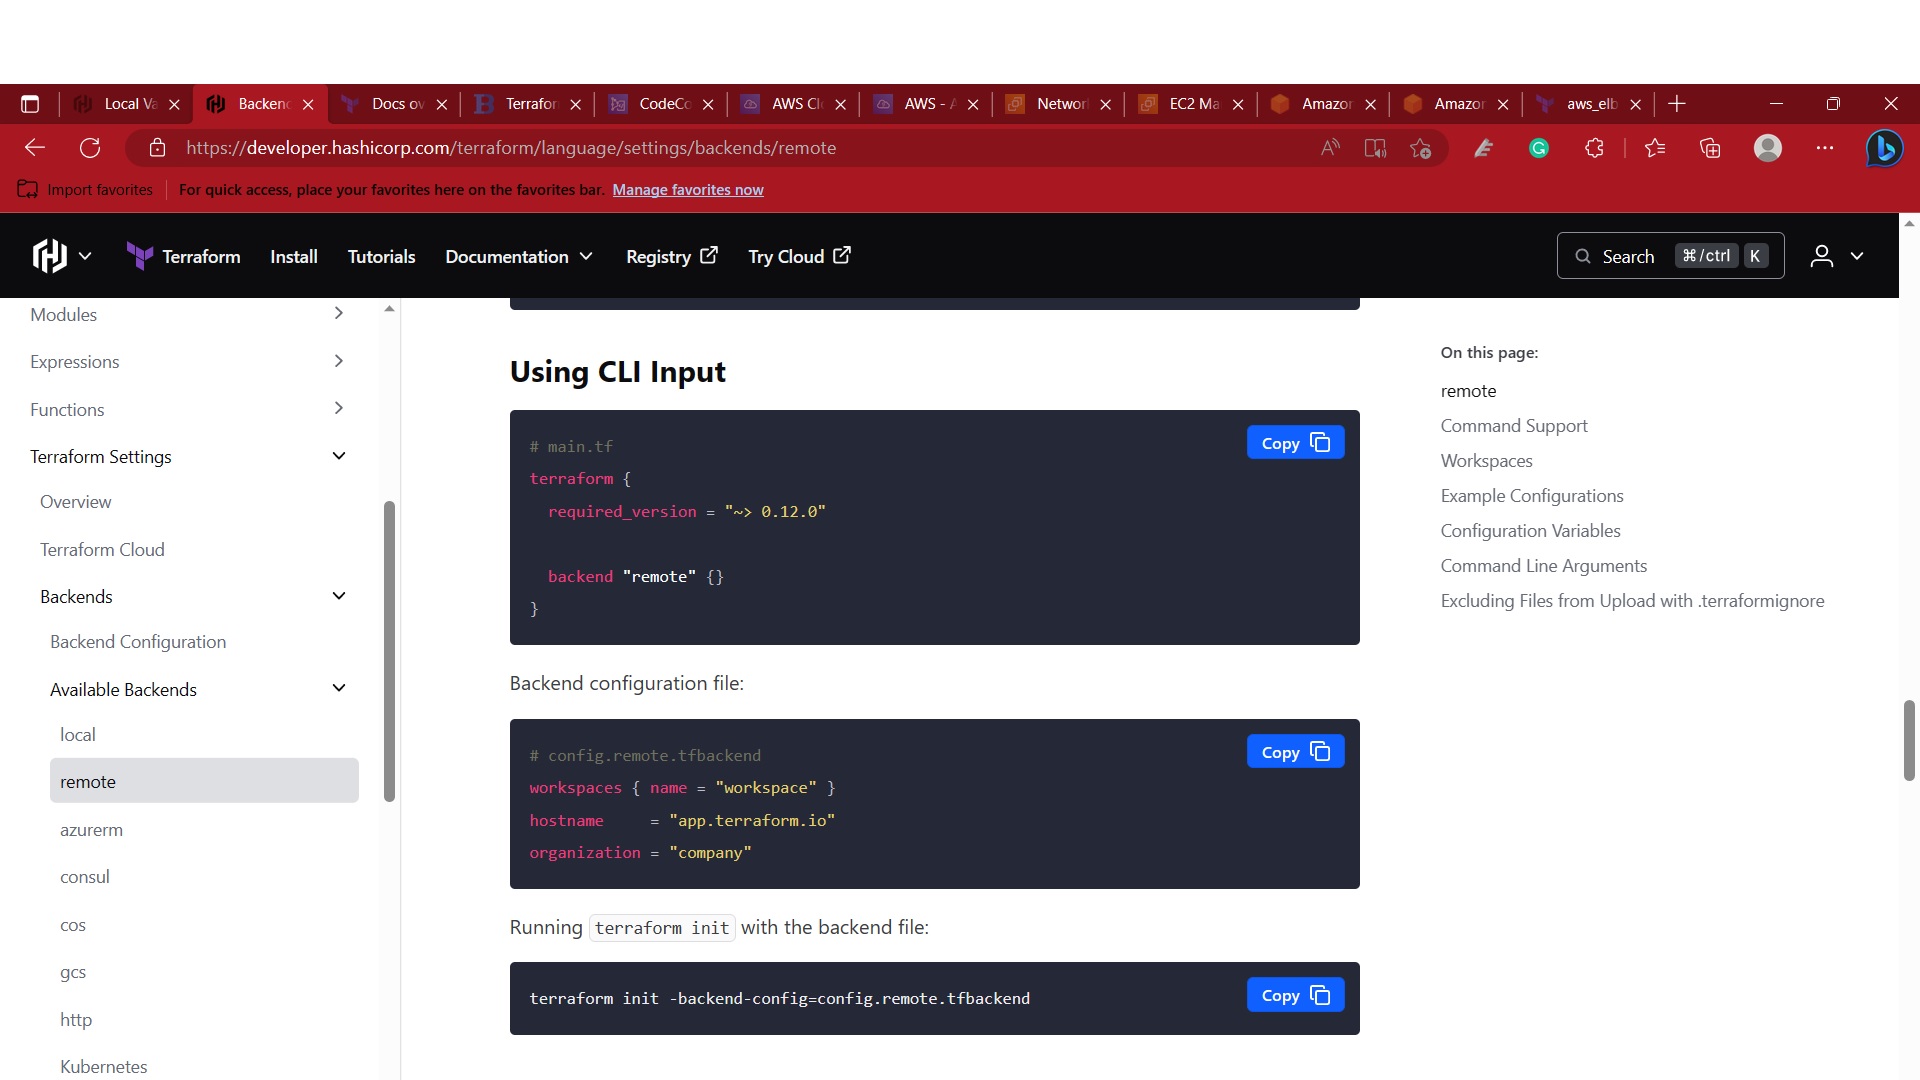 Local Va
Backend
Docs ov
Terrafor
CodeCo
AWS Cl
AWS - A
Networ
EC2 Ma
Amazor
Amazor
aws_elb
https://developer.hashicorp.com/terraform/language/settings/backends/remote
Import favorites
For quick access, place your favorites here on the favorites bar. Manage favorites now
Terraform
Install
Tutorials
Documentation
Registry
Try Cloud
Search
⌘/ctrl
K
Modules
Expressions
Functions
Terraform Settings
Overview
Terraform Cloud
Backends
Backend Configuration
Available Backends
local
remote
azurerm
consul
cos
gcs
http
Kubernetes
Using CLI Input
Copy
# main.tf
terraform {
required_version = "~> 0.12.0"
backend "remote" {}
}
Backend configuration file:
Copy
# config.remote.tfbackend
workspaces { name = "workspace" }
hostname     = "app.terraform.io"
organization = "company"
Running terraform init with the backend file:
Copy
terraform init -backend-config=config.remote.tfbackend
On this page:
remote
Command Support
Workspaces
Example Configurations
Configuration Variables
Command Line Arguments
Excluding Files from Upload with .terraformignore